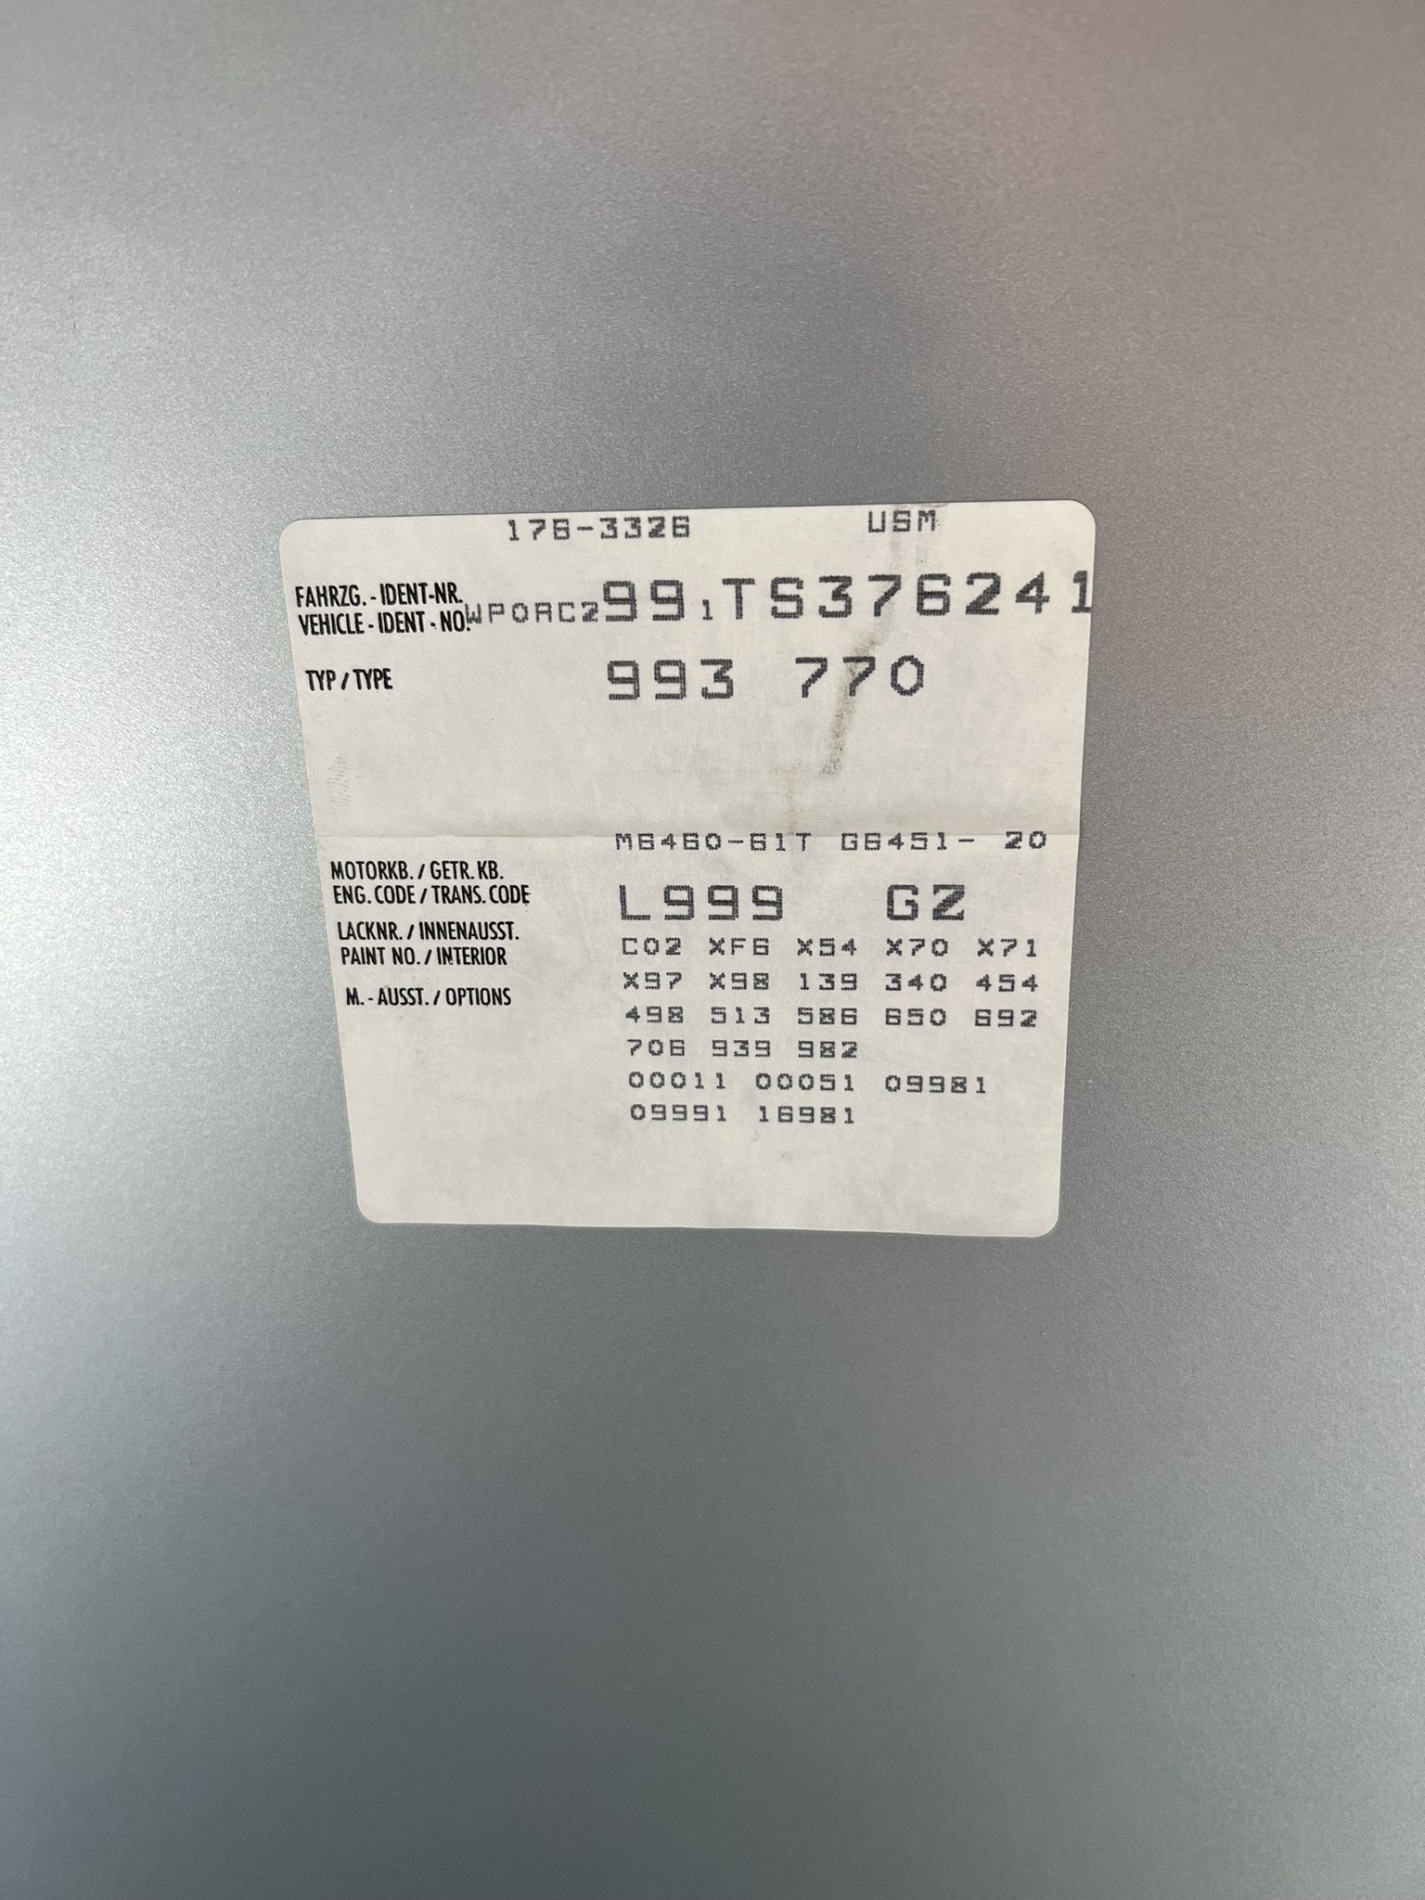 176-3326 USM
FAHRZG. - IDENT-NR.
VEHICLE - IDENT - NO. WP0AC2991TS376241
TYP / TYPE 993 770
M6460-61T G6451- 20
MOTORKB. / GETR. KB.
ENG. CODE / TRANS. CODE L999 GZ
LACKNR. / INNENAUSST.
PAINT NO. / INTERIOR
M. - AUSST. / OPTIONS
C02 XF6 X54 X70 X71
X97 X98 139 340 454
498 513 586 650 692
706 939 982
00011 00051 09981
09991 16981